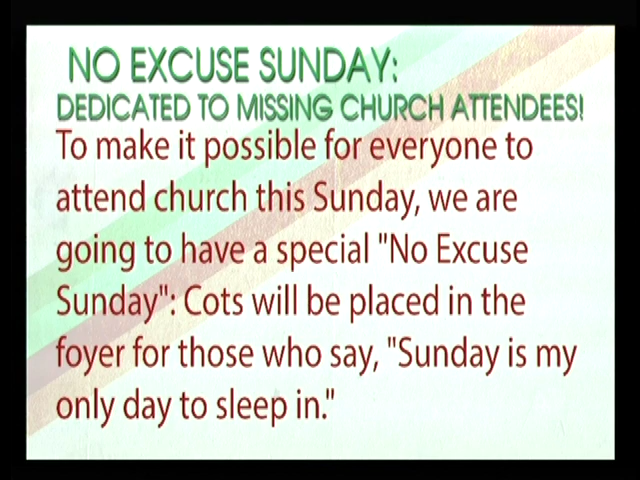 NO EXCUSE SUNDAY:
DEDICATED TO MISSING CHURCH ATTENDEES!
To make it possible for everyone to
attend church this Sunday, we are
going to have a special "No Excuse
Sunday": Cots will be placed in the
foyer for those who say, "Sunday is my
only day to sleep in."